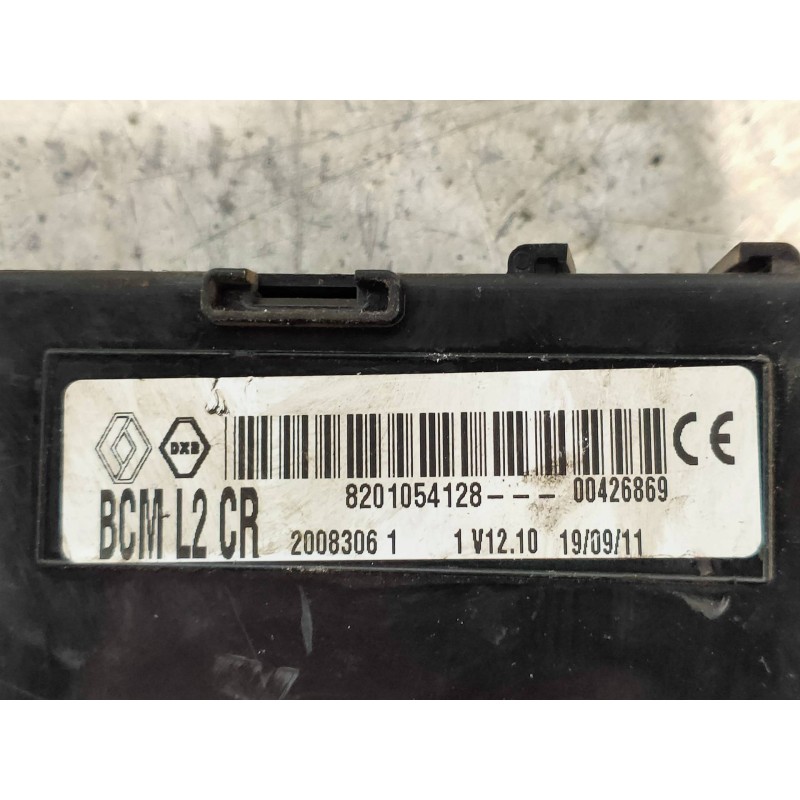 DXB
8201054128--- 00426869
BCM-L2 CR 2008306 1 1 V12.10 19/09/11
CE